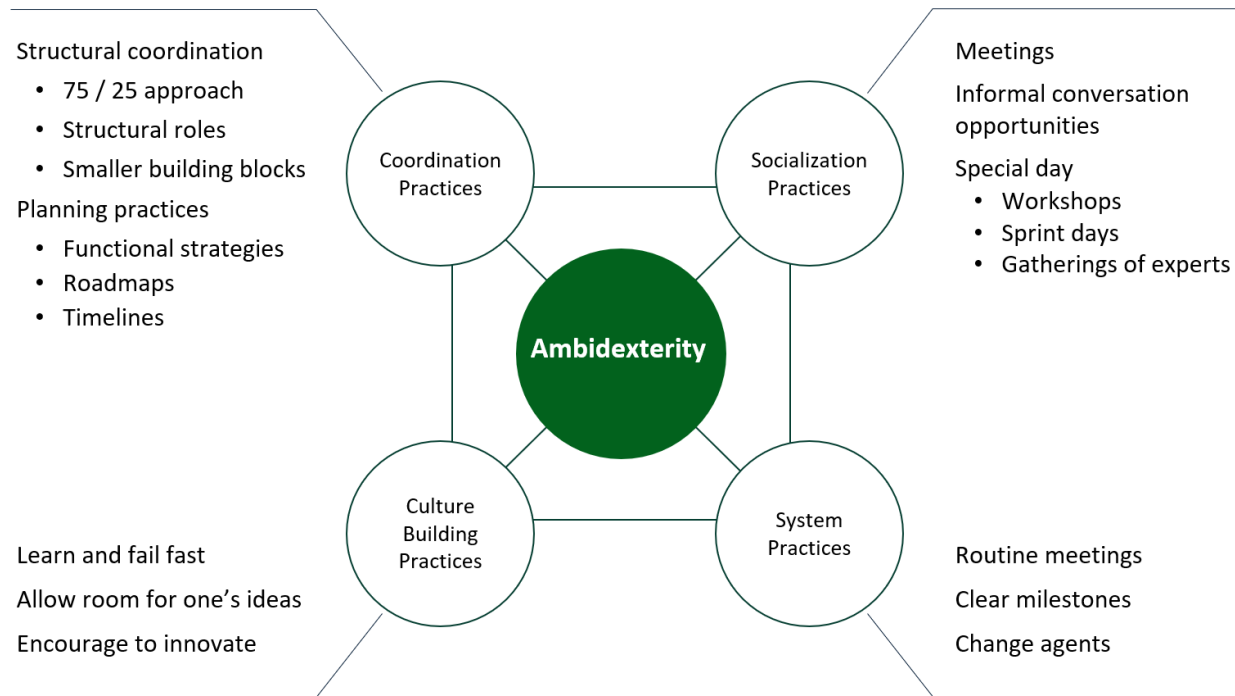 Structural coordination
• 75 / 25 approach
• Structural roles
• Smaller building blocks
Planning practices
• Functional strategies
• Roadmaps
• Timelines
Coordination
Practices
Socialization
Practices
Meetings
Informal conversation
opportunities
Special day
• Workshops
• Sprint days
• Gatherings of experts
Ambidexterity
Learn and fail fast
Allow room for one’s ideas
Encourage to innovate
Culture
Building
Practices
System
Practices
Routine meetings
Clear milestones
Change agents